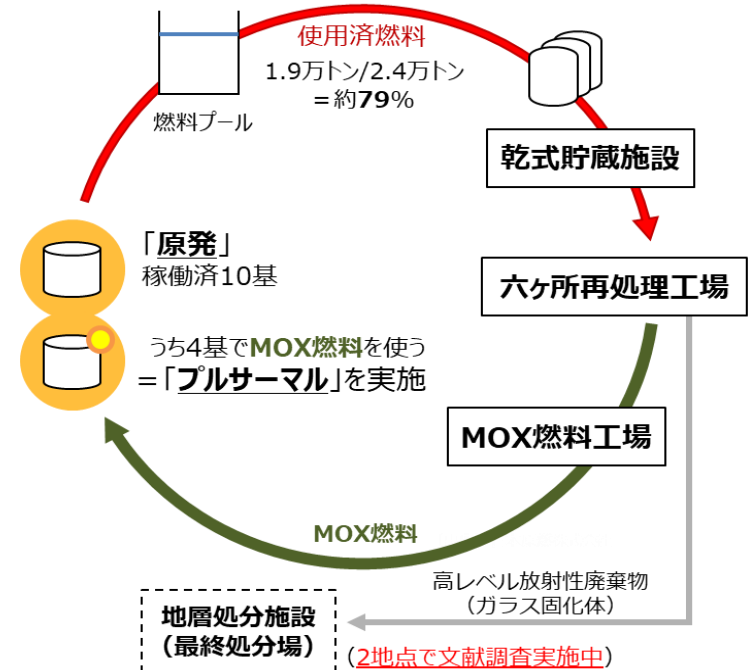 使用済燃料
1.9万トン/2.4万トン
＝約79%
燃料プール
乾式貯蔵施設
「原発」
稼働済10基
六ヶ所再処理工場
うち4基でMOX燃料を使う
＝「プルサーマル」を実施
MOX燃料工場
MOX燃料
高レベル放射性廃棄物
（ガラス固化体）
地層処分施設
（最終処分場）
（2地点で文献調査実施中）